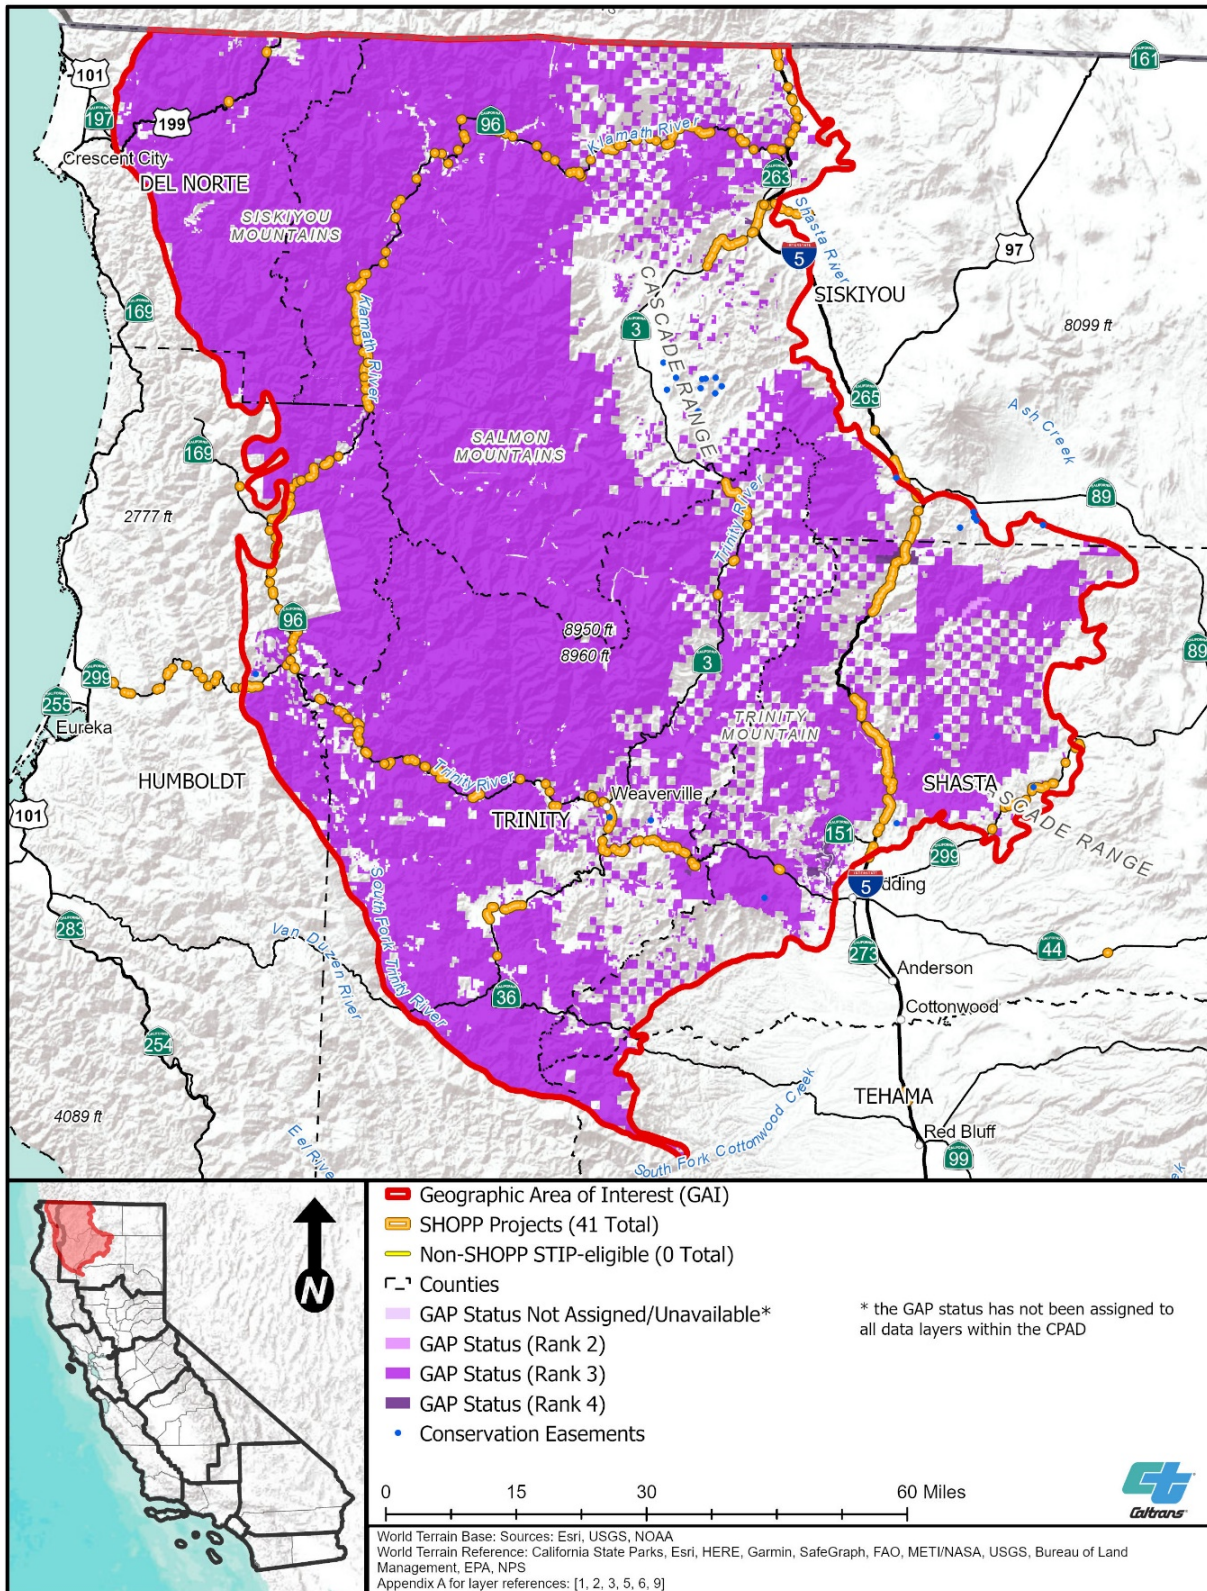 161
101
197
199
96
Klamath River
Crescent City
DEL NORTE
263
SISKIYOU
MOUNTAINS
Shasta River
5
97
SISKIYOU
169
Klamath River
3
CASCADE RANGE
8099 ft
265
Ash Creek
169
SALMON
MOUNTAINS
89
2777 ft
Trinity River
96
8950 ft
8960 ft
3
89
299
255
Eureka
TRINITY
MOUNTAIN
HUMBOLDT
Trinity River
Weaverville
SHASTA
101
TRINITY
151
SCADE RANGE
299
5
dding
South Fork Trinity River
283
Van Duzen River
273
44
Anderson
36
Cottonwood
254
TEHAMA
4089 ft
Eel Rive
South Fork Cottonwood Creek
Red Bluff
99
N
Geographic Area of Interest (GAI)
SHOPP Projects (41 Total)
Non-SHOPP STIP-eligible (0 Total)
Counties
GAP Status Not Assigned/Unavailable*
GAP Status (Rank 2)
GAP Status (Rank 3)
GAP Status (Rank 4)
Conservation Easements
* the GAP status has not been assigned to
all data layers within the CPAD
0 15 30 60 Miles
Caltrans
World Terrain Base: Sources: Esri, USGS, NOAA
World Terrain Reference: California State Parks, Esri, HERE, Garmin, SafeGraph, FAO, METI/NASA, USGS, Bureau of Land
Management, EPA, NPS
Appendix A for layer references: [1, 2, 3, 5, 6, 9]